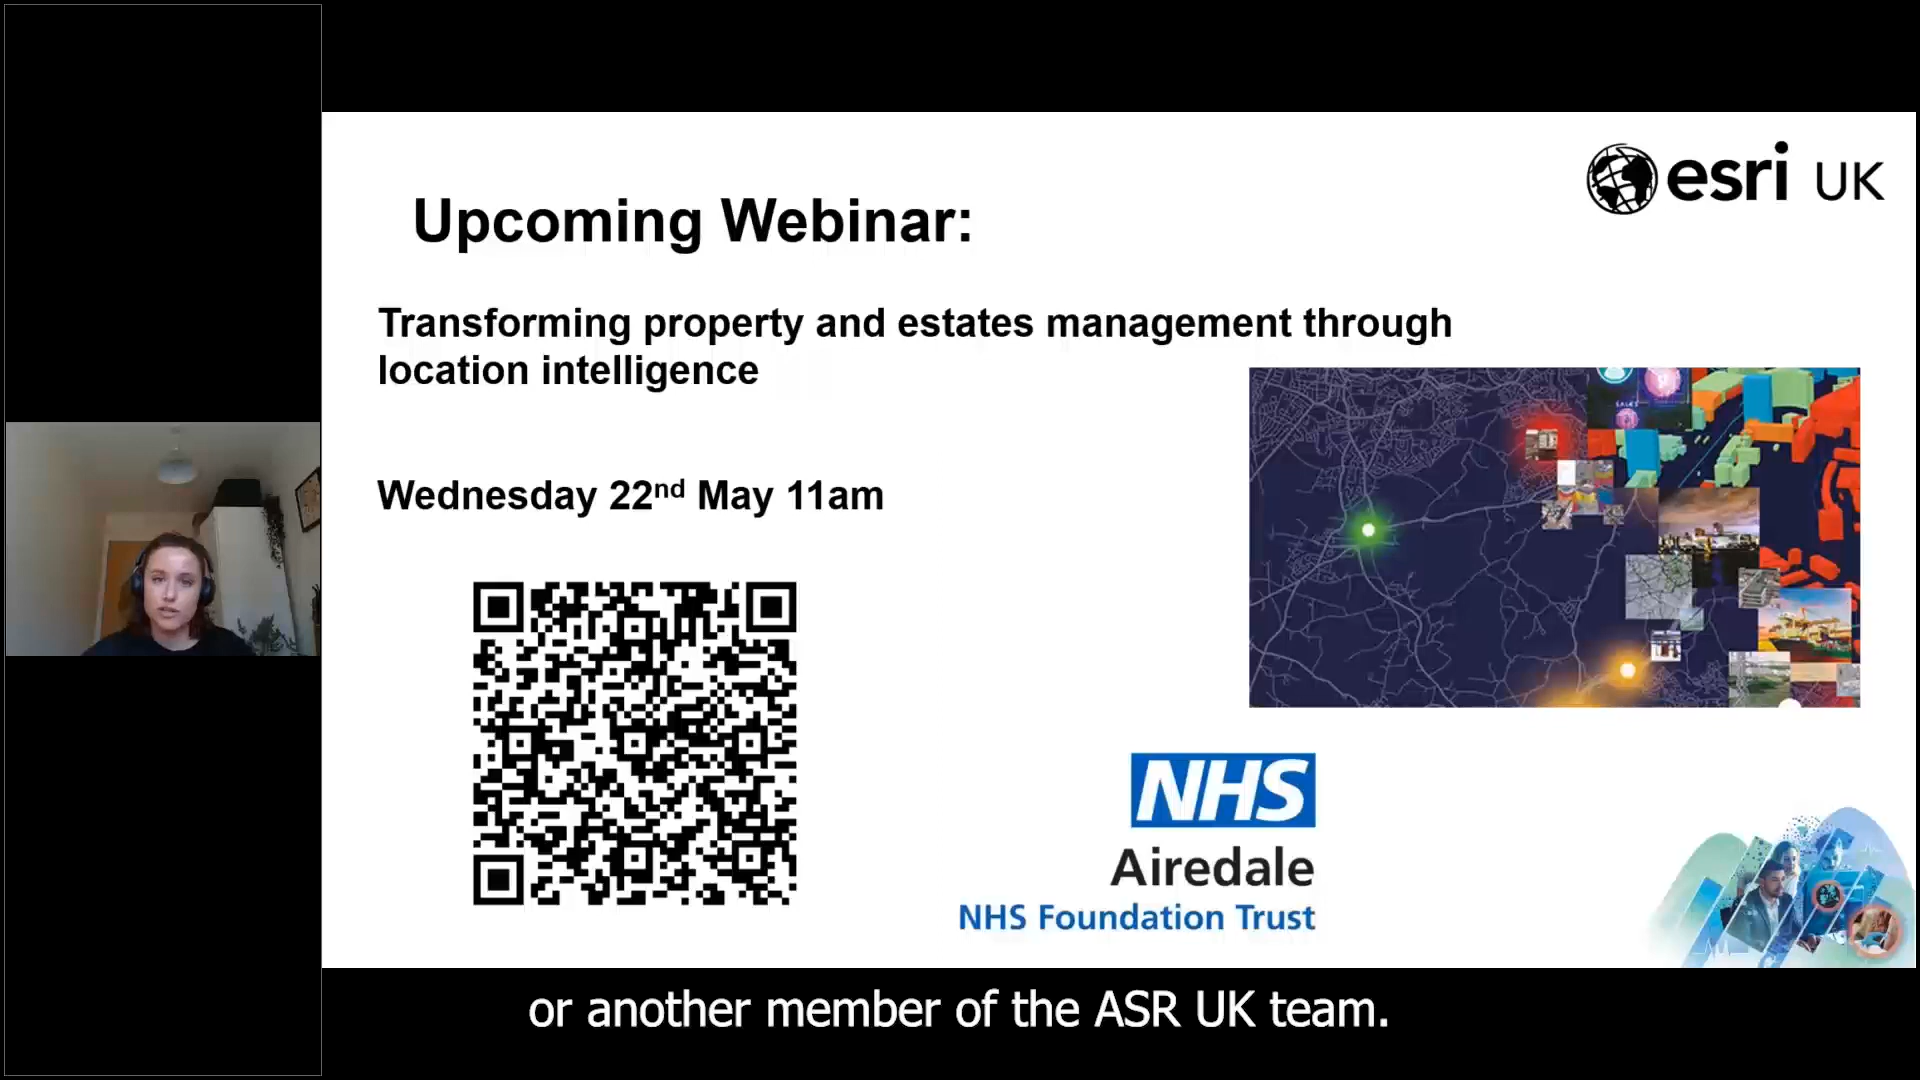 esri UK
Upcoming Webinar:
Transforming property and estates management through
location intelligence
Wednesday 22nd May 11am
NHS
Airedale
NHS Foundation Trust
or another member of the ASR UK team.